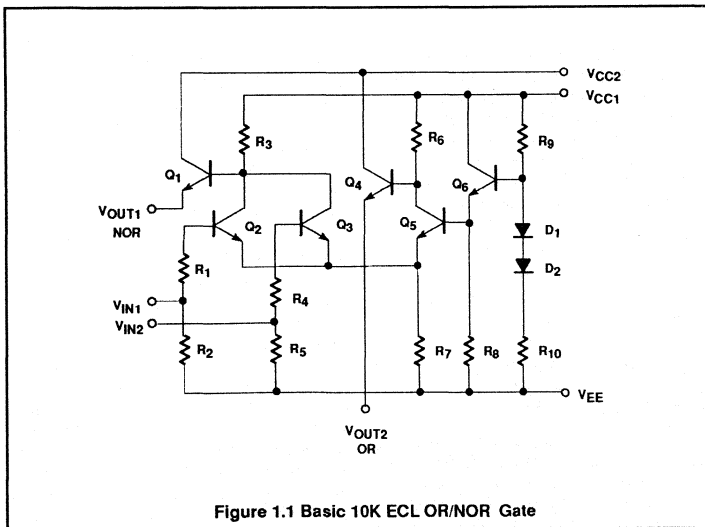 VCC2
VCC1
R3
R6
R9
Q1
Q4
Q6
VOUT1
NOR
Q2
Q3
Q5
D1
D2
R1
R4
VIN1
VIN2
R2
R5
R7
R8
R10
VEE
VOUT2
OR
Figure 1.1 Basic 10K ECL OR/NOR Gate